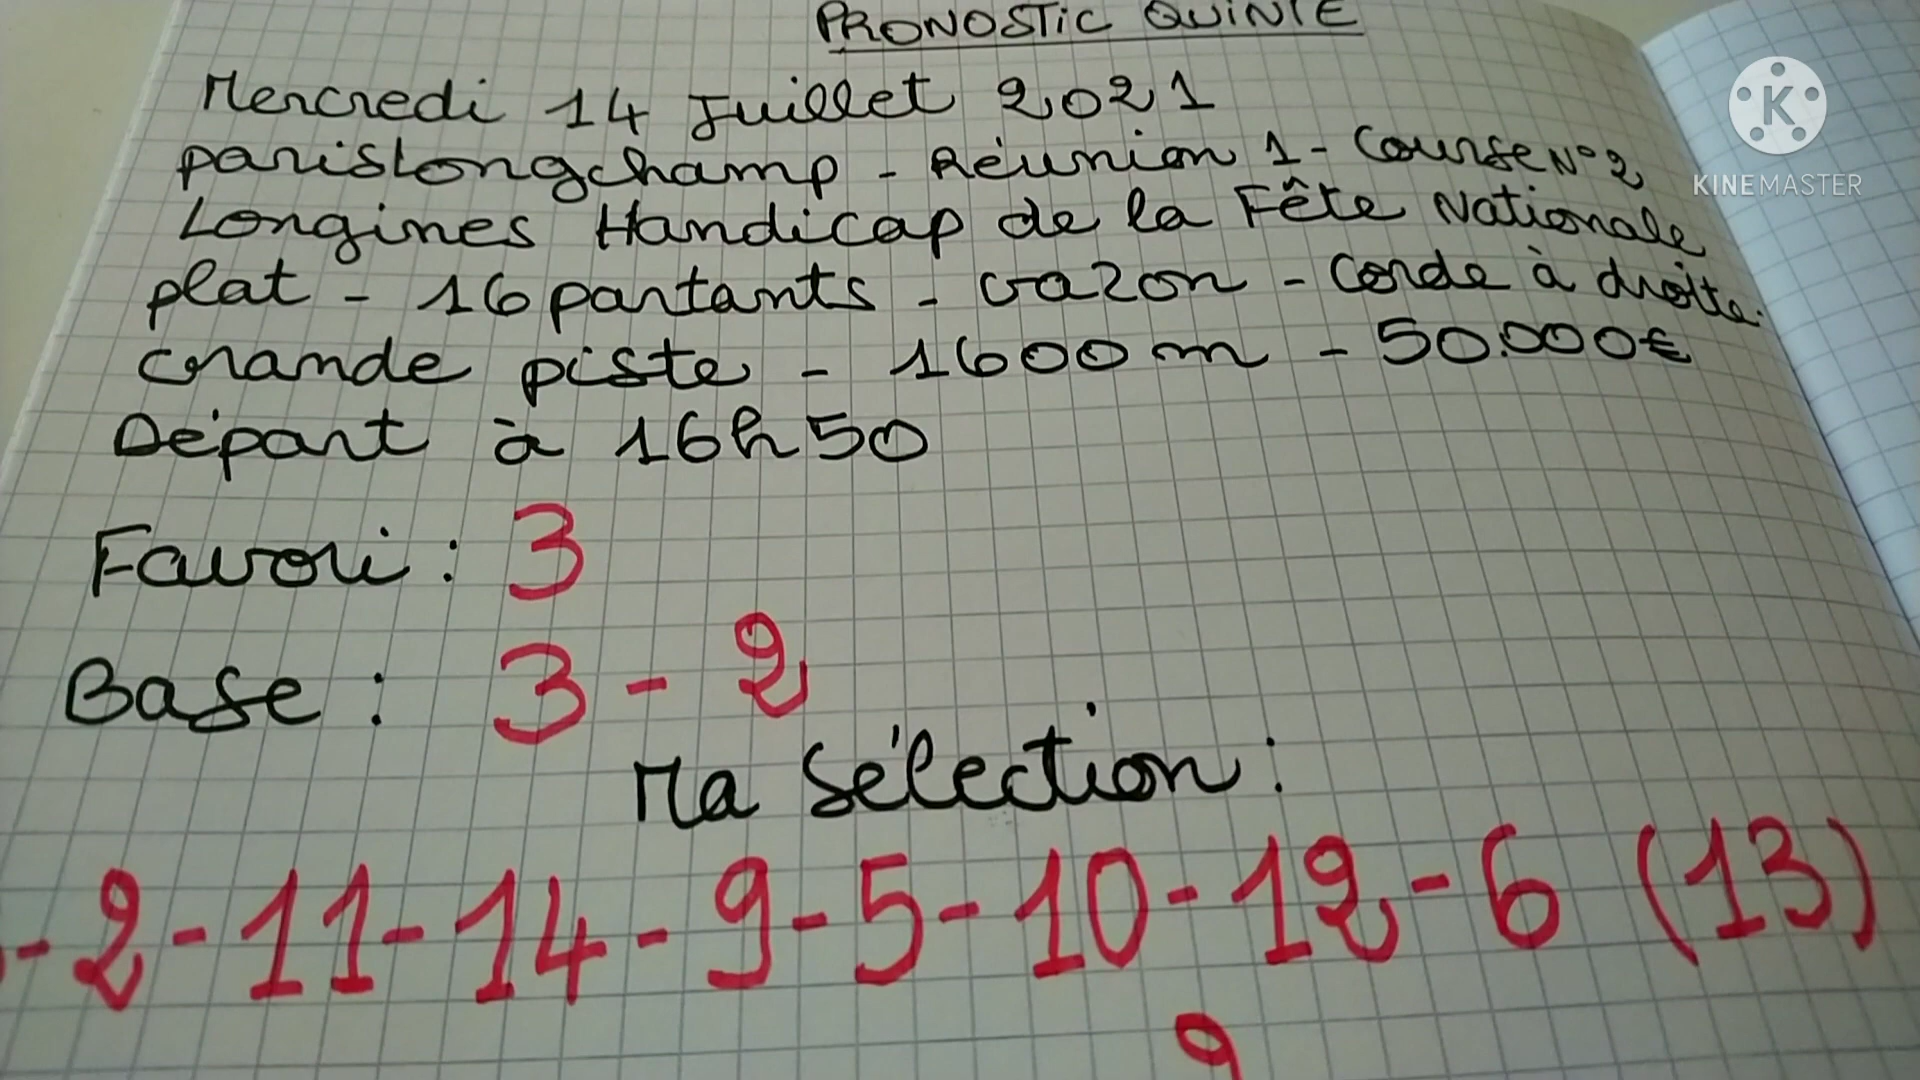 PRONOSTIC QUINTE
Mercredi 14 Juillet 2021
parisLongchamp - Réunion 1 - Course N° 2
Longines Handicap de la Fête Nationale
plat - 16 partants - Gazon - Corde à droite.
Grande piste - 1600 m - 50.000€
Départ à 16h50
Favori : 3
Base : 3 - 2
Ma Sélection :
- 2 - 11 - 14 - 9 - 5 - 10 - 12 - 6 (13)
K
KINEMASTER